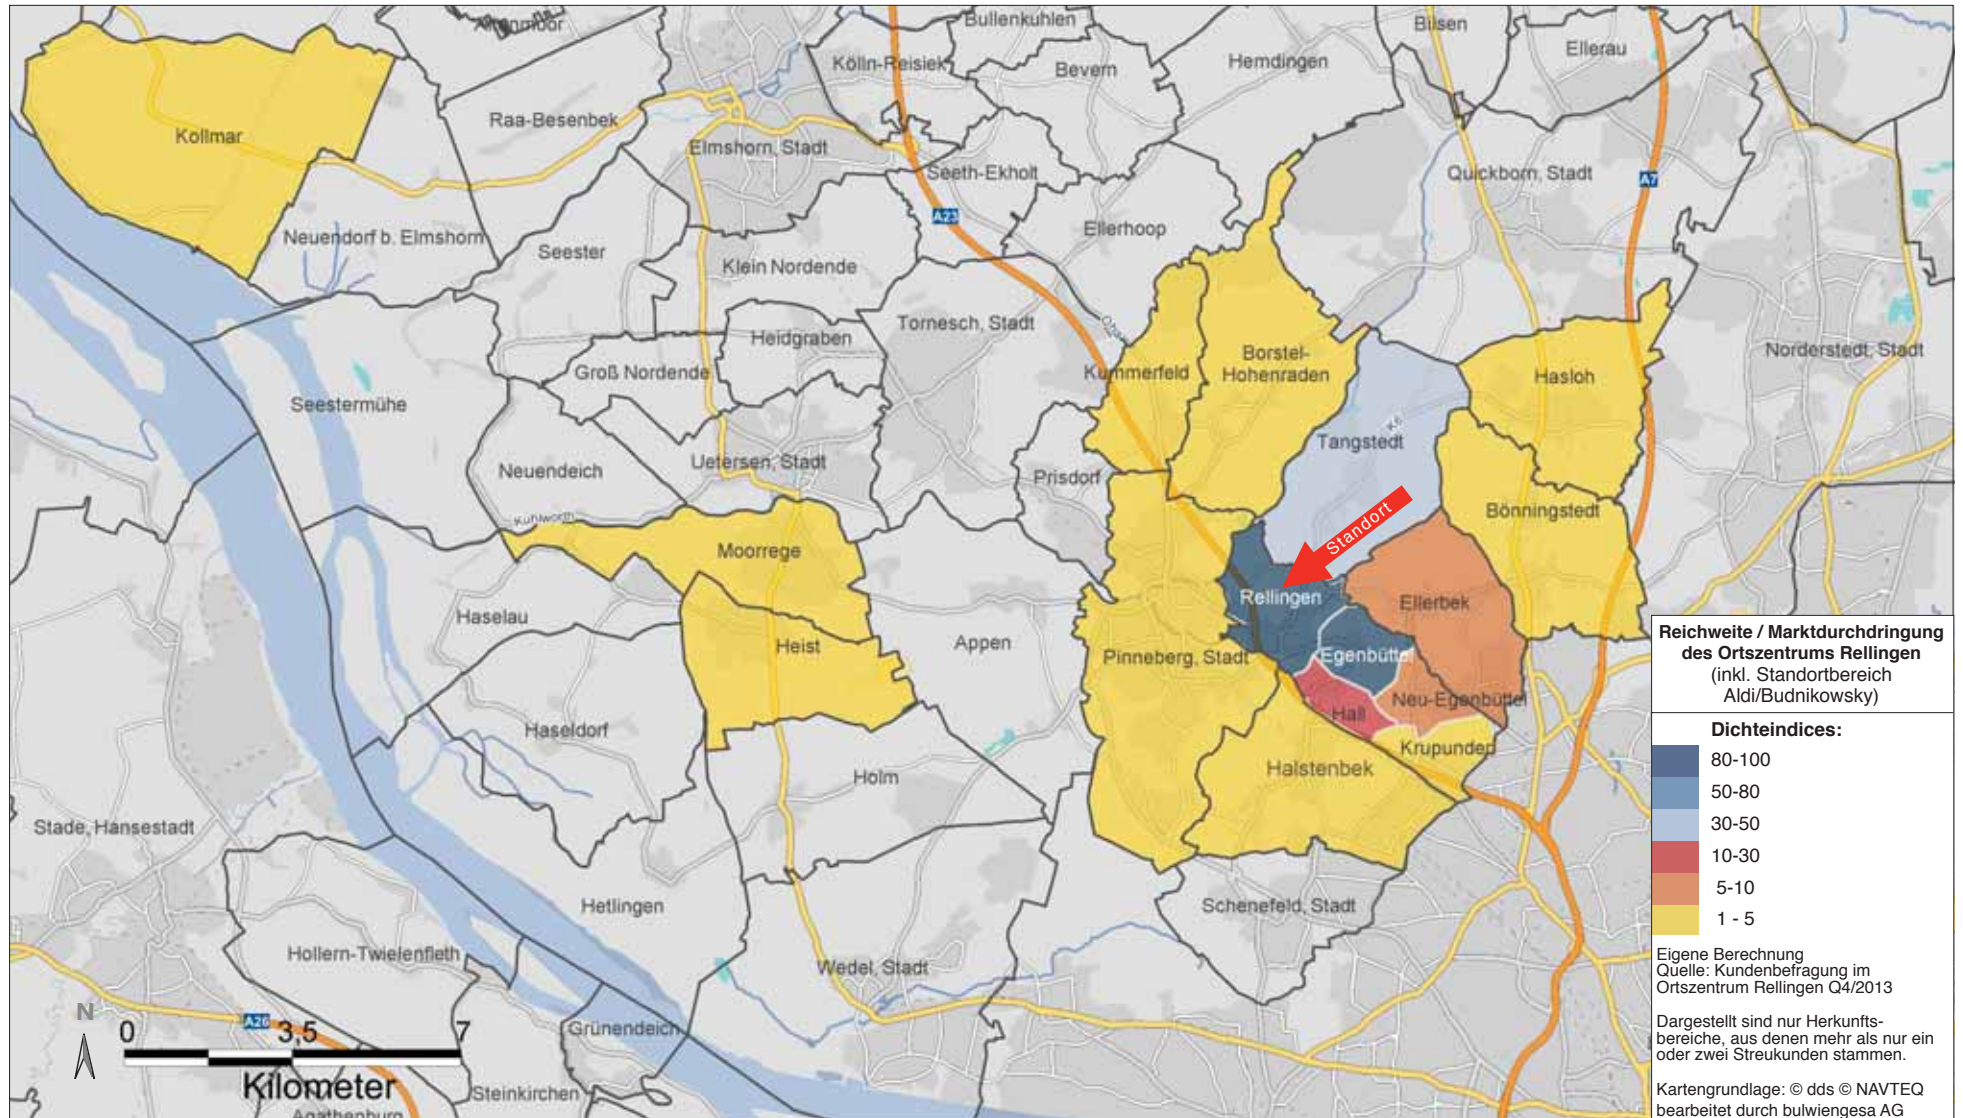 Altenmoor
Bullenkuhlen
Bilsen
Ellerau
Kölln-Reisiek
Bevern
Hemdingen
Kollmar
Raa-Besenbek
Elmshorn, Stadt
Seeth-Ekholt
Quickborn, Stadt
A7
A23
Neuendorf b. Elmshorn
Seester
Klein Nordende
Ellerhoop
Heidgraben
Tornesch, Stadt
Groß Nordende
Kummerfeld
Borstel-
Hohenraden
Hasloh
Norderstedt, Stadt
Seestermühe
K6
Tangstedt
Neuendeich
Uetersen, Stadt
Prisdorf
Bönningstedt
Kuhlworth
Standort
Moorrege
Rellingen
Ellerbek
Haselau
Heist
Appen
Pinneberg, Stadt
Egenbüttel
Neu-Egenbüttel
Hall
Haseldorf
Krupunder
Halstenbek
Holm
Stade, Hansestadt
Hetlingen
Schenefeld, Stadt
Hollern-Twielenfleth
Wedel, Stadt
Grünendeich
A26
Steinkirchen
Agathenburg
N
0 3,5 7
Kilometer
Reichweite / Marktdurchdringung
des Ortszentrums Rellingen
(inkl. Standortbereich
Aldi/Budnikowsky)
Dichteindices:
80-100
50-80
30-50
10-30
5-10
1 - 5
Eigene Berechnung
Quelle: Kundenbefragung im
Ortszentrum Rellingen Q4/2013
Dargestellt sind nur Herkunfts-
bereiche, aus denen mehr als nur ein
oder zwei Streukunden stammen.
Kartengrundlage: © dds © NAVTEQ
bearbeitet durch bulwiengesa AG